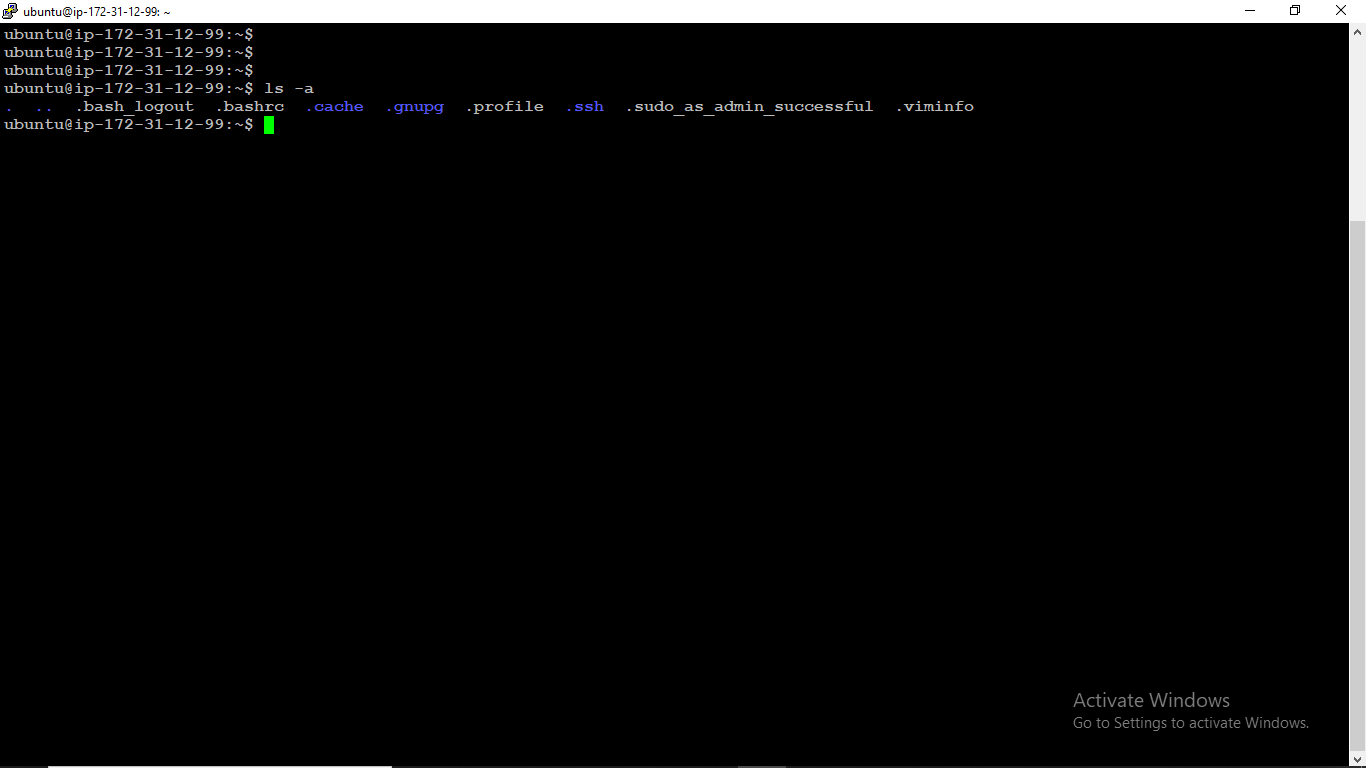 ubuntu@ip-172-31-12-99: ~
ubuntu@ip-172-31-12-99:~$
ubuntu@ip-172-31-12-99:~$
ubuntu@ip-172-31-12-99:~$
ubuntu@ip-172-31-12-99:~$ ls -a
.  ..  .bash_logout  .bashrc  .cache  .gnupg  .profile  .ssh  .sudo_as_admin_successful  .viminfo
ubuntu@ip-172-31-12-99:~$
Activate Windows
Go to Settings to activate Windows.